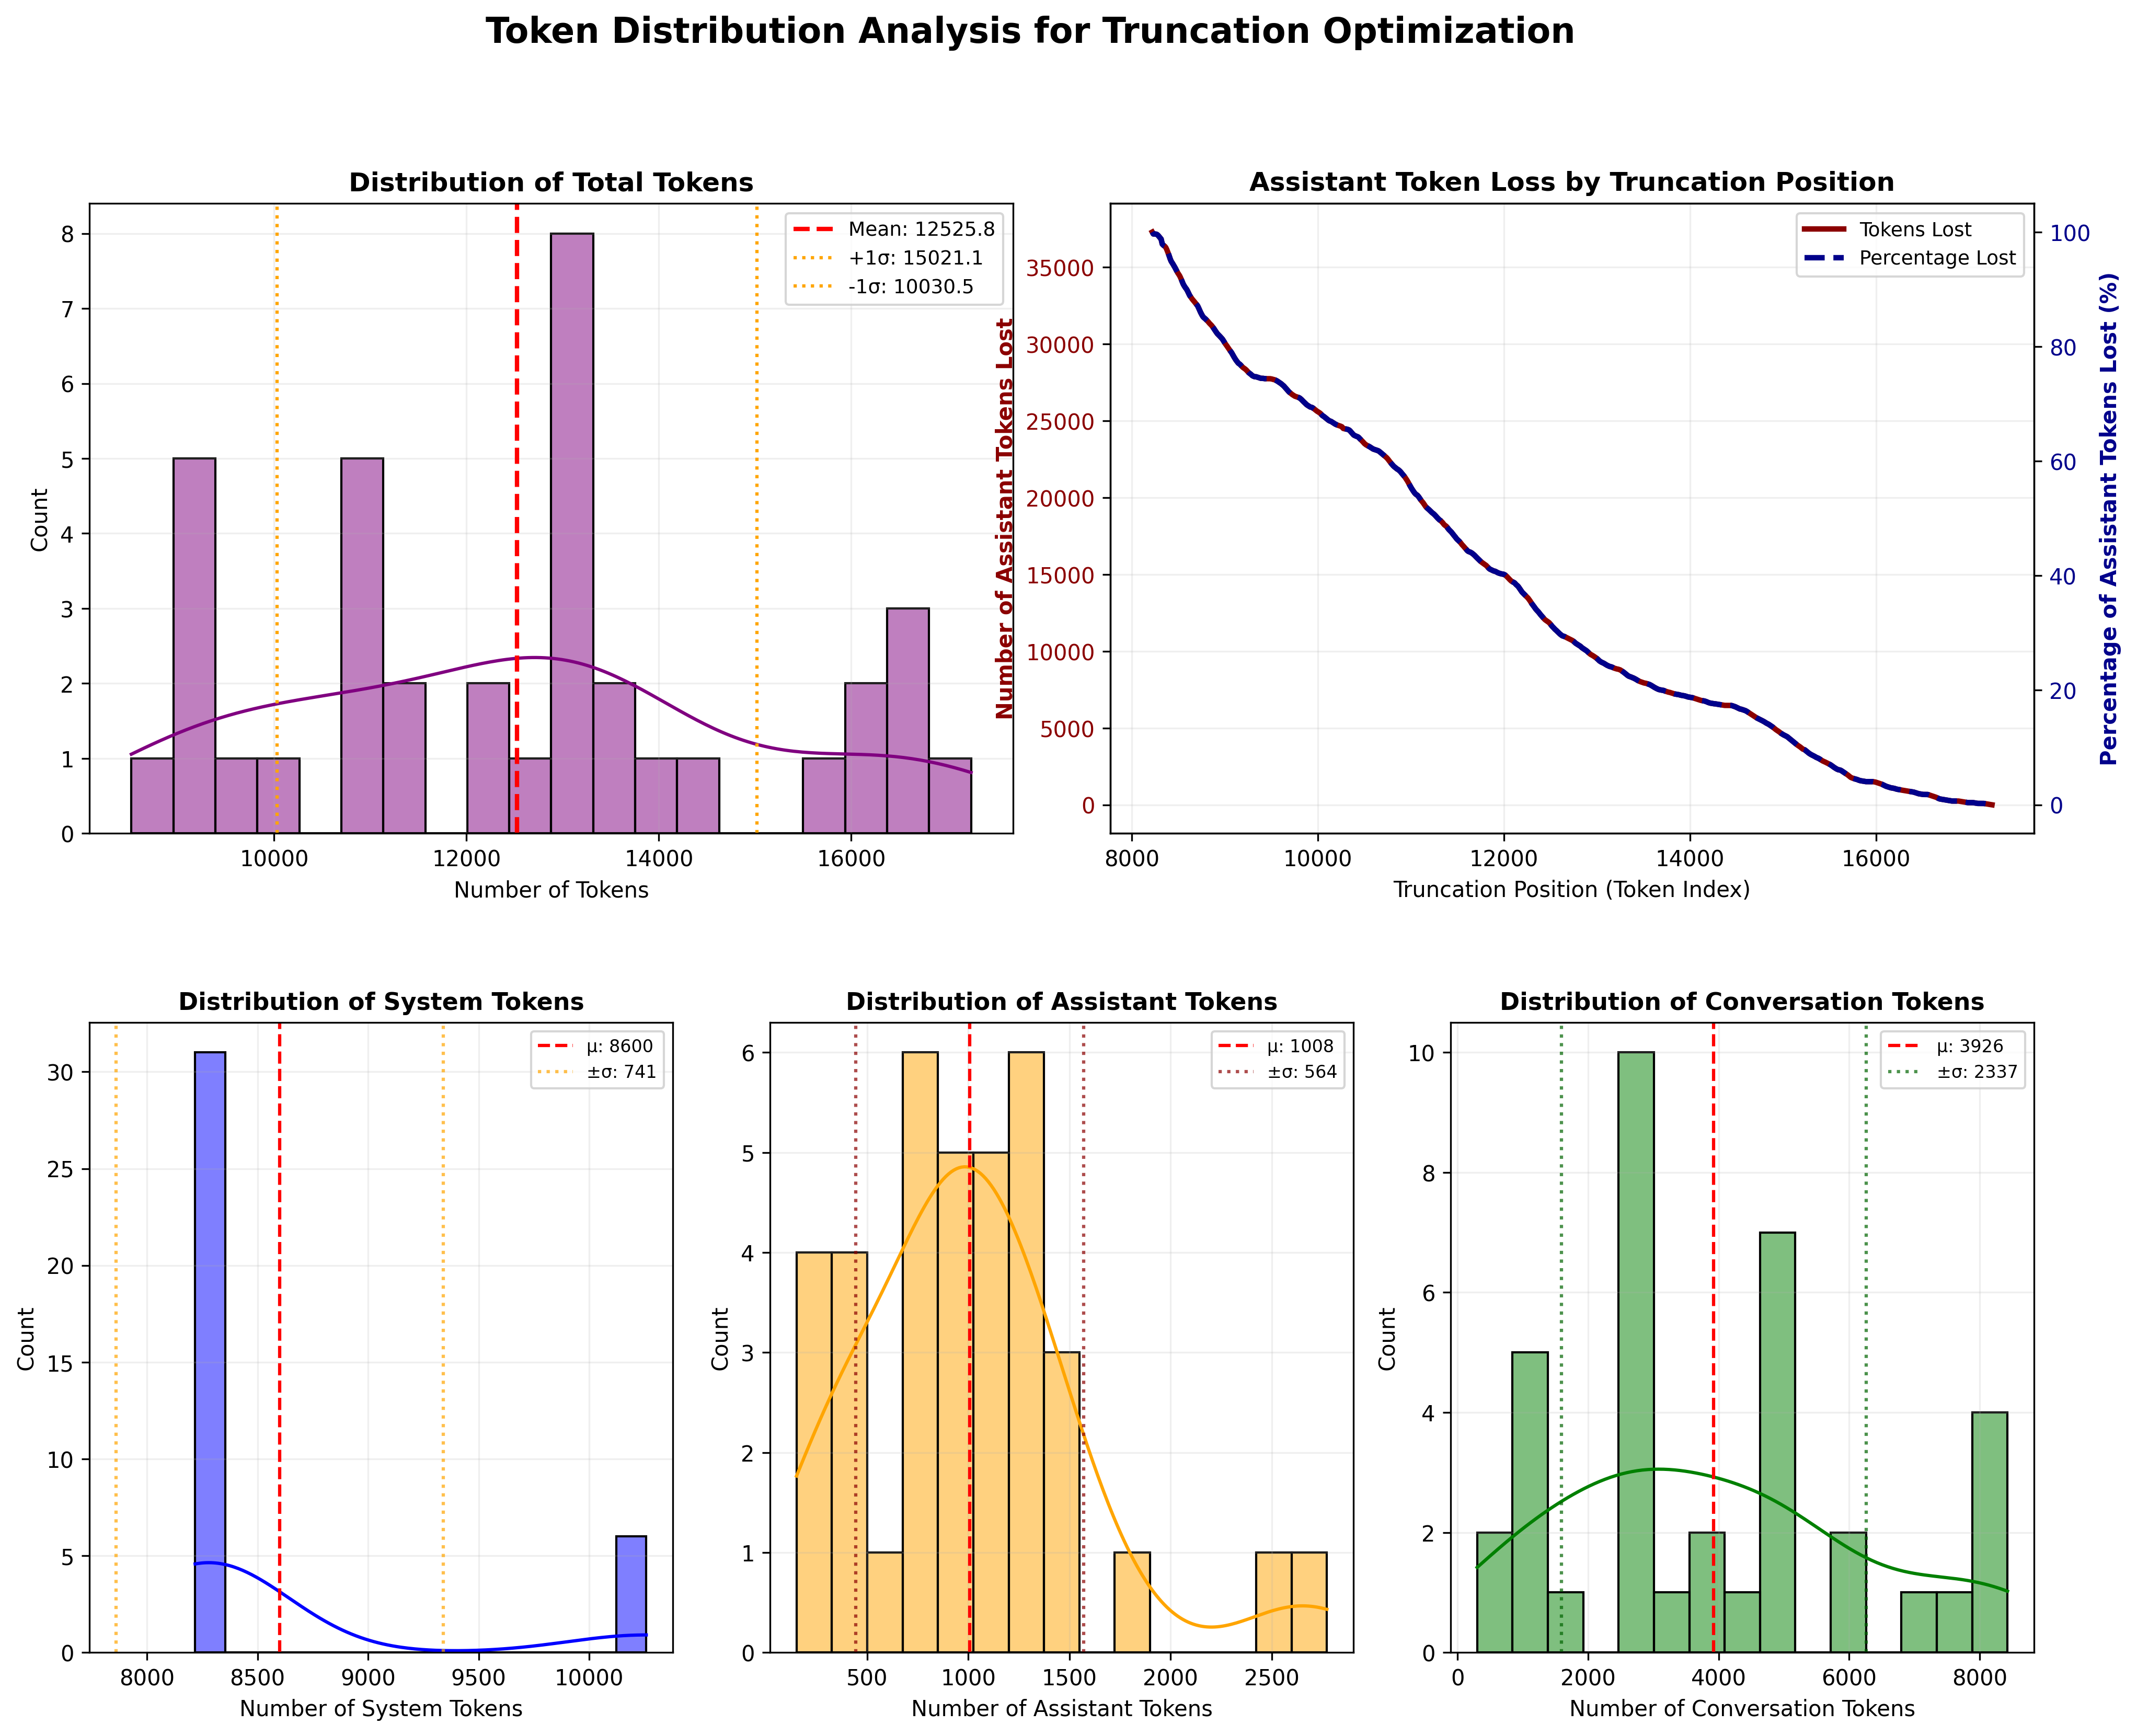 Token Distribution Analysis for Truncation Optimization
Distribution of Total Tokens
Mean: 12525.8
+1σ: 15021.1
-1σ: 10030.5
Count
8
7
6
5
4
3
2
1
0
10000 12000 14000 16000
Number of Tokens
Assistant Token Loss by Truncation Position
Tokens Lost
Percentage Lost
Number of Assistant Tokens Lost
35000
30000
25000
20000
15000
10000
5000
0
Percentage of Assistant Tokens Lost (%)
100
80
60
40
20
0
8000 10000 12000 14000 16000
Truncation Position (Token Index)
Distribution of System Tokens
μ: 8600
±σ: 741
Count
30
25
20
15
10
5
0
8000 8500 9000 9500 10000
Number of System Tokens
Distribution of Assistant Tokens
μ: 1008
±σ: 564
Count
6
5
4
3
2
1
0
500 1000 1500 2000 2500
Number of Assistant Tokens
Distribution of Conversation Tokens
μ: 3926
±σ: 2337
Count
10
8
6
4
2
0
0 2000 4000 6000 8000
Number of Conversation Tokens